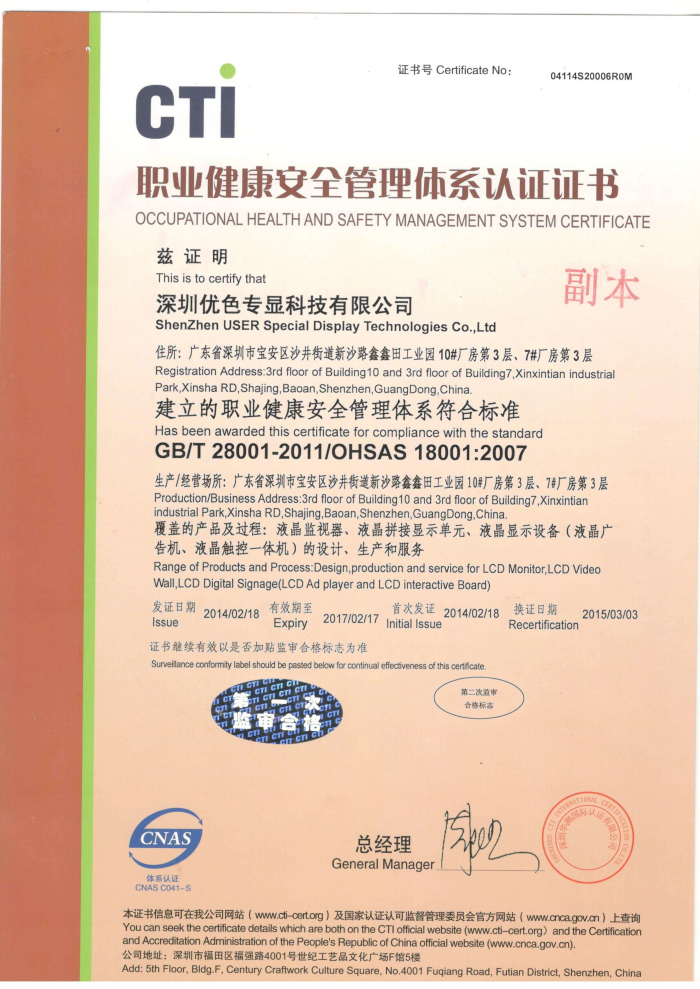 证书号 Certificate No: 04114S20006R0M
CTI
职业健康安全管理体系认证证书
OCCUPATIONAL HEALTH AND SAFETY MANAGEMENT SYSTEM CERTIFICATE
兹证明
This is to certify that
副本
深圳优色专显科技有限公司
ShenZhen USER Special Display Technologies Co.,Ltd
住所：广东省深圳市宝安区沙井街道新沙路鑫鑫田工业园10#厂房第3层、7#厂房第3层
Registration Address:3rd floor of Building10 and 3rd floor of Building7,Xinxintian industrial
Park,Xinsha RD,Shajing,Baoan,Shenzhen,GuangDong,China.
建立的职业健康安全管理体系符合标准
Has been awarded this certificate for compliance with the standard
GB/T 28001-2011/OHSAS 18001:2007
生产/经营场所：广东省深圳市宝安区沙井街道新沙路鑫鑫田工业园10#厂房第3层、7#厂房第3层
Production/Business Address:3rd floor of Building10 and 3rd floor of Building7,Xinxintian
industrial Park,Xinsha RD,Shajing,Baoan,Shenzhen,GuangDong,China.
覆盖的产品及过程：液晶监视器、液晶拼接显示单元、液晶显示设备（液晶广
告机、液晶触控一体机）的设计、生产和服务
Range of Products and Process:Design,production and service for LCD Monitor,LCD Video
Wall,LCD Digital Signage(LCD Ad player and LCD interactive Board)
发证日期 2014/02/18 有效期至 2017/02/17 首次发证 2014/02/18 换证日期 2015/03/03
Issue Expiry Initial Issue Recertification
证书继续有效以是否加贴监审合格标志为准
Surveillance conformity label should be pasted below for continual effectiveness of this certificate.
第一次
监审合格
第二次监审
合格标志
CNAS
体系认证
CNAS C041-S
总经理
General Manager
SHENZHEN CTI INTERNATIONAL CERTIFICATION CO.,LTD
深圳华测国际认证有限公司
本证书信息可在我公司网站（www.cti-cert.org）及国家认证认可监督管理委员会官方网站（www.cnca.gov.cn）上查询
You can seek the certificate details which are both on the CTI official website (www.cti-cert.org）and the Certification
and Accreditation Administration of the People's Republic of China official website (www.cnca.gov.cn).
公司地址：深圳市福田区福强路4001号世纪工艺品文化广场F馆5楼
Add: 5th Floor, Bldg.F, Century Craftwork Culture Square, No.4001 Fuqiang Road, Futian District, Shenzhen, China